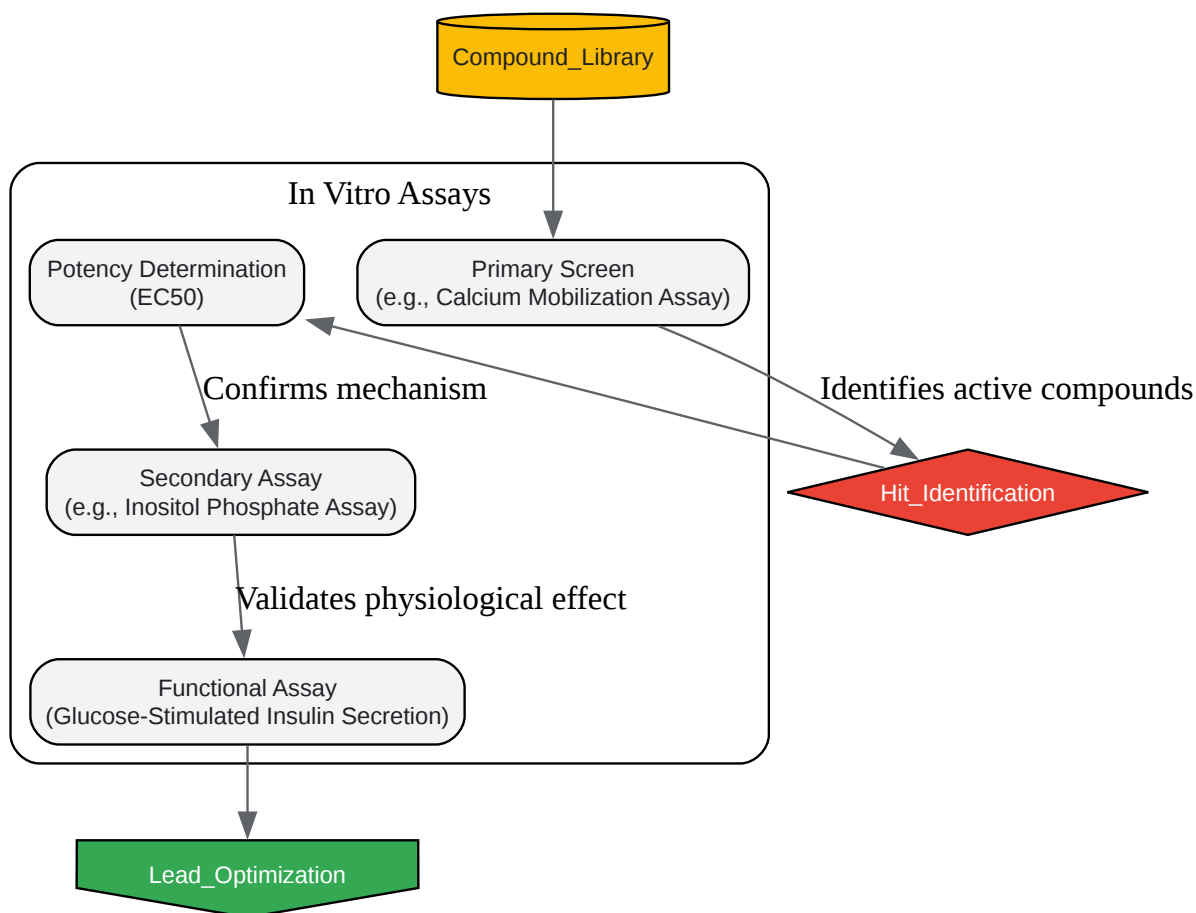 Compound_Library
In Vitro Assays
Potency Determination
(EC50)
Primary Screen
(e.g., Calcium Mobilization Assay)
Confirms mechanism
Identifies active compounds
Secondary Assay
(e.g., Inositol Phosphate Assay)
Hit_Identification
Validates physiological effect
Functional Assay
(Glucose-Stimulated Insulin Secretion)
Lead_Optimization